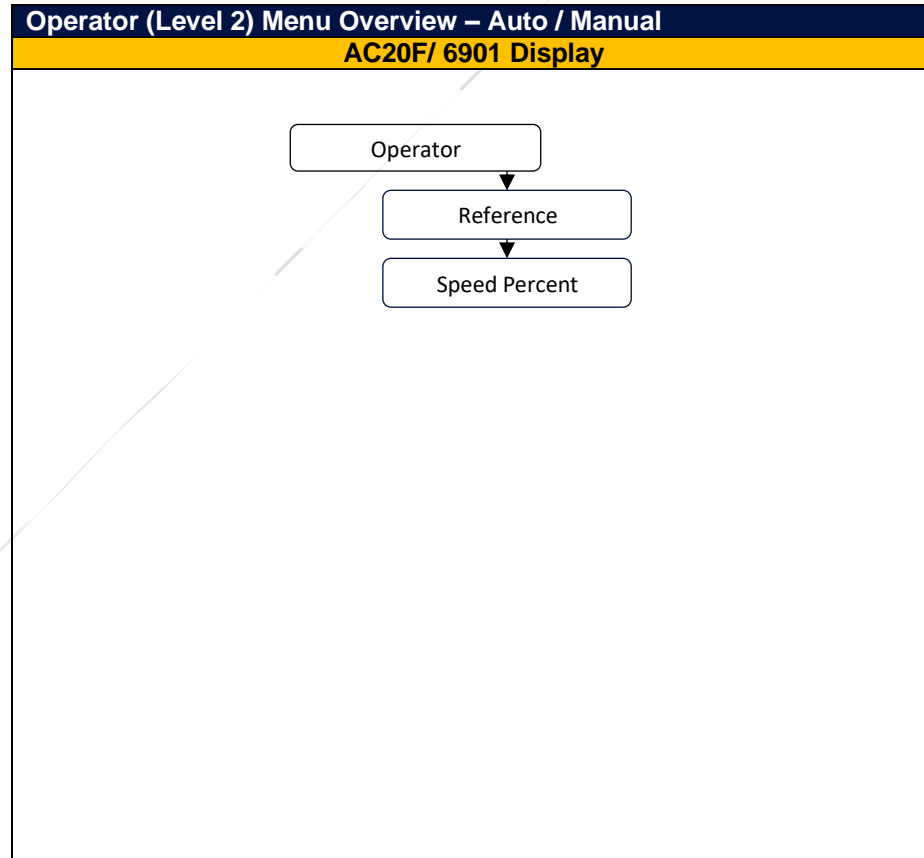 Operator (Level 2) Menu Overview – Auto / Manual
AC20F/ 6901 Display
Operator
Reference
Speed Percent